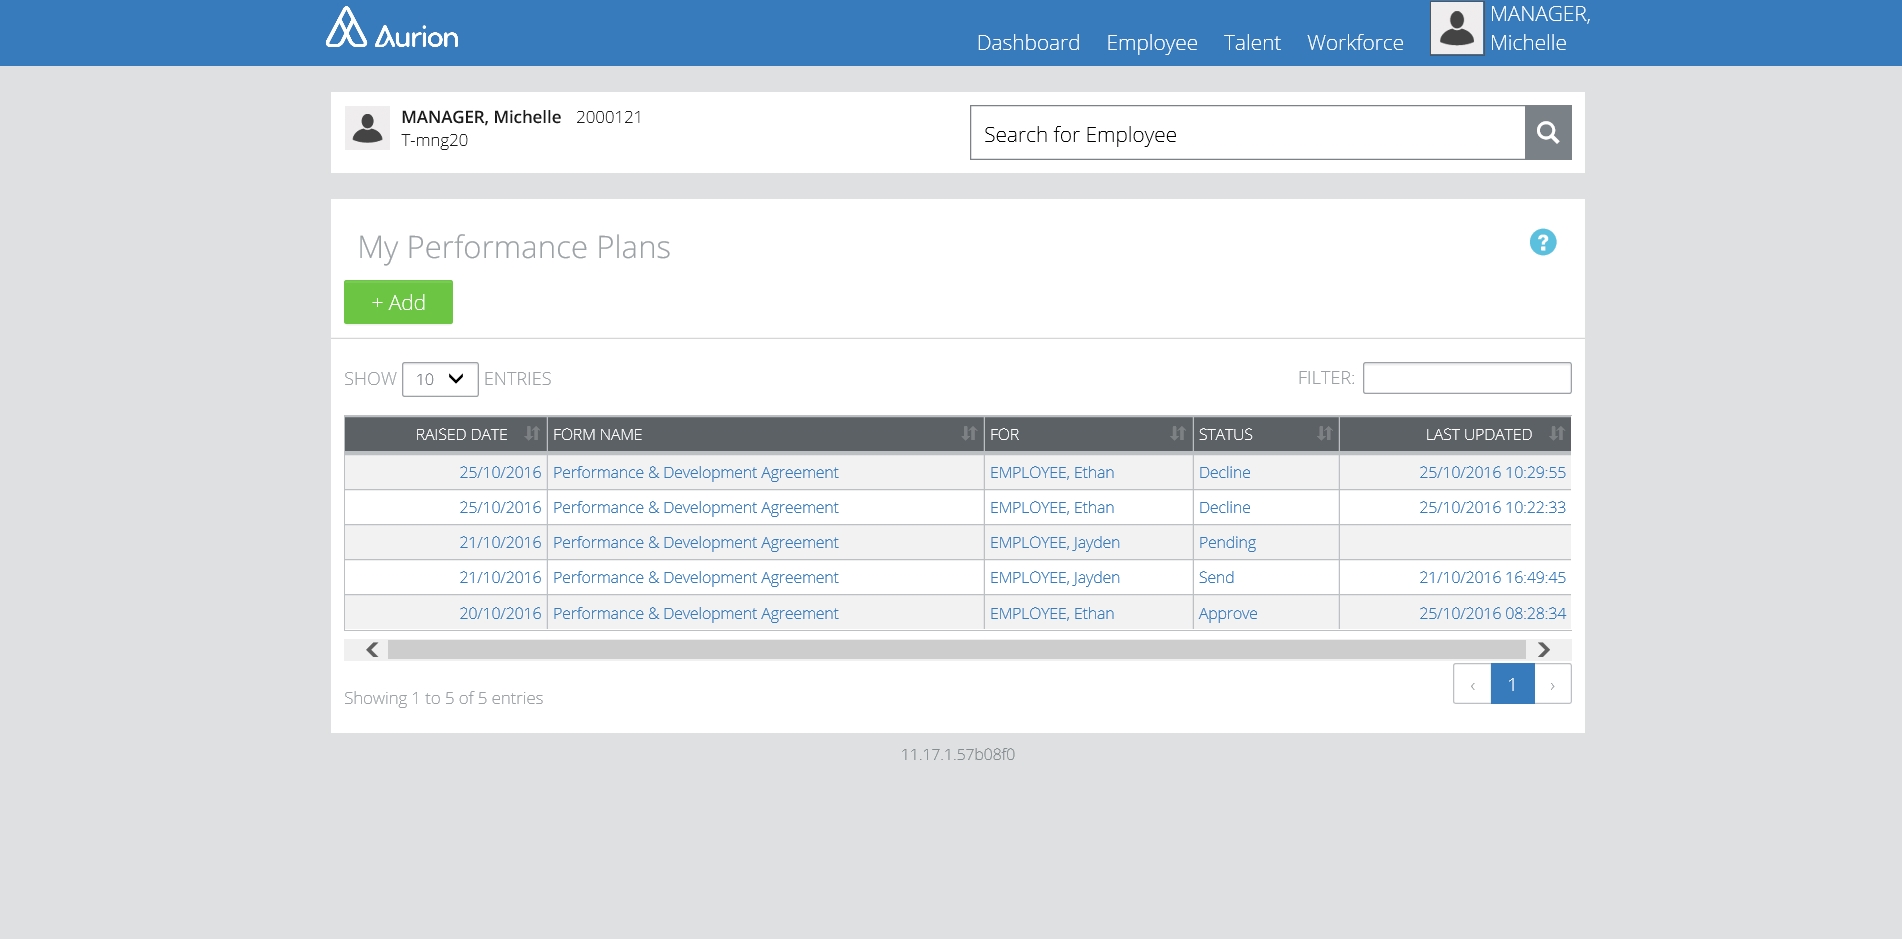 Aurion
Dashboard Employee Talent Workforce MANAGER,
Michelle
MANAGER, Michelle 2000121
T-mng20
Search for Employee
My Performance Plans
?
+ Add
SHOW 10 ENTRIES FILTER:
RAISED DATE FORM NAME FOR STATUS LAST UPDATED
25/10/2016 Performance & Development Agreement EMPLOYEE, Ethan Decline 25/10/2016 10:29:55
25/10/2016 Performance & Development Agreement EMPLOYEE, Ethan Decline 25/10/2016 10:22:33
21/10/2016 Performance & Development Agreement EMPLOYEE, Jayden Pending
21/10/2016 Performance & Development Agreement EMPLOYEE, Jayden Send 21/10/2016 16:49:45
20/10/2016 Performance & Development Agreement EMPLOYEE, Ethan Approve 25/10/2016 08:28:34
‹ 1 ›
Showing 1 to 5 of 5 entries
11.17.1.57b08f0